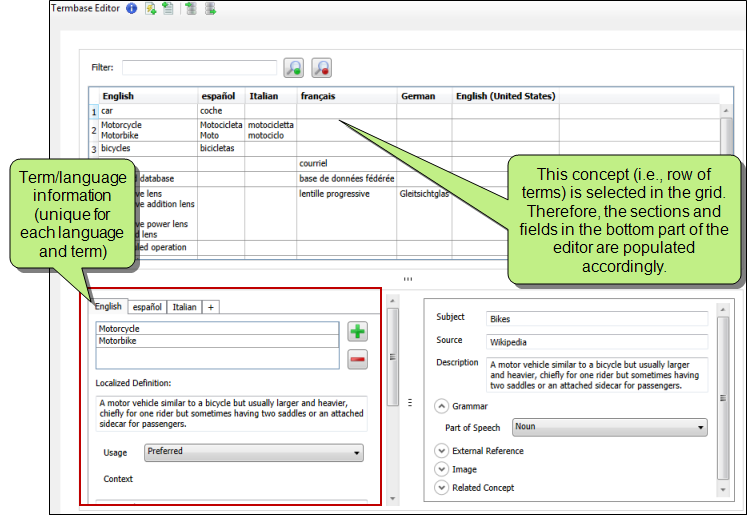 Termbase Editor
Filter:
English español Italian français German English (United States)
1 car coche
2 Motorcycle Motocicleta motocicletta
Motorbike Moto motociclo
3 bicycles bicicletas
courriel
d database base de données fédérée
ve lens lentille progressive Gleitsichtglas
ve addition lens
ve power lens
d lens
led operation
Term/language
information
(unique for
each language
and term)
This concept (i.e., row of
terms) is selected in the grid.
Therefore, the sections and
fields in the bottom part of the
editor are populated
accordingly.
English español Italian +
Motorcycle
Motorbike
Localized Definition:
A motor vehicle similar to a bicycle but usually larger and heavier,
chiefly for one rider but sometimes having two saddles or an attached
sidecar for passengers.
Usage Preferred
Context
Subject Bikes
Source Wikipedia
Description A motor vehicle similar to a bicycle but usually larger
and heavier, chiefly for one rider but sometimes having
two saddles or an attached sidecar for passengers.
Grammar
Part of Speech Noun
External Reference
Image
Related Concept